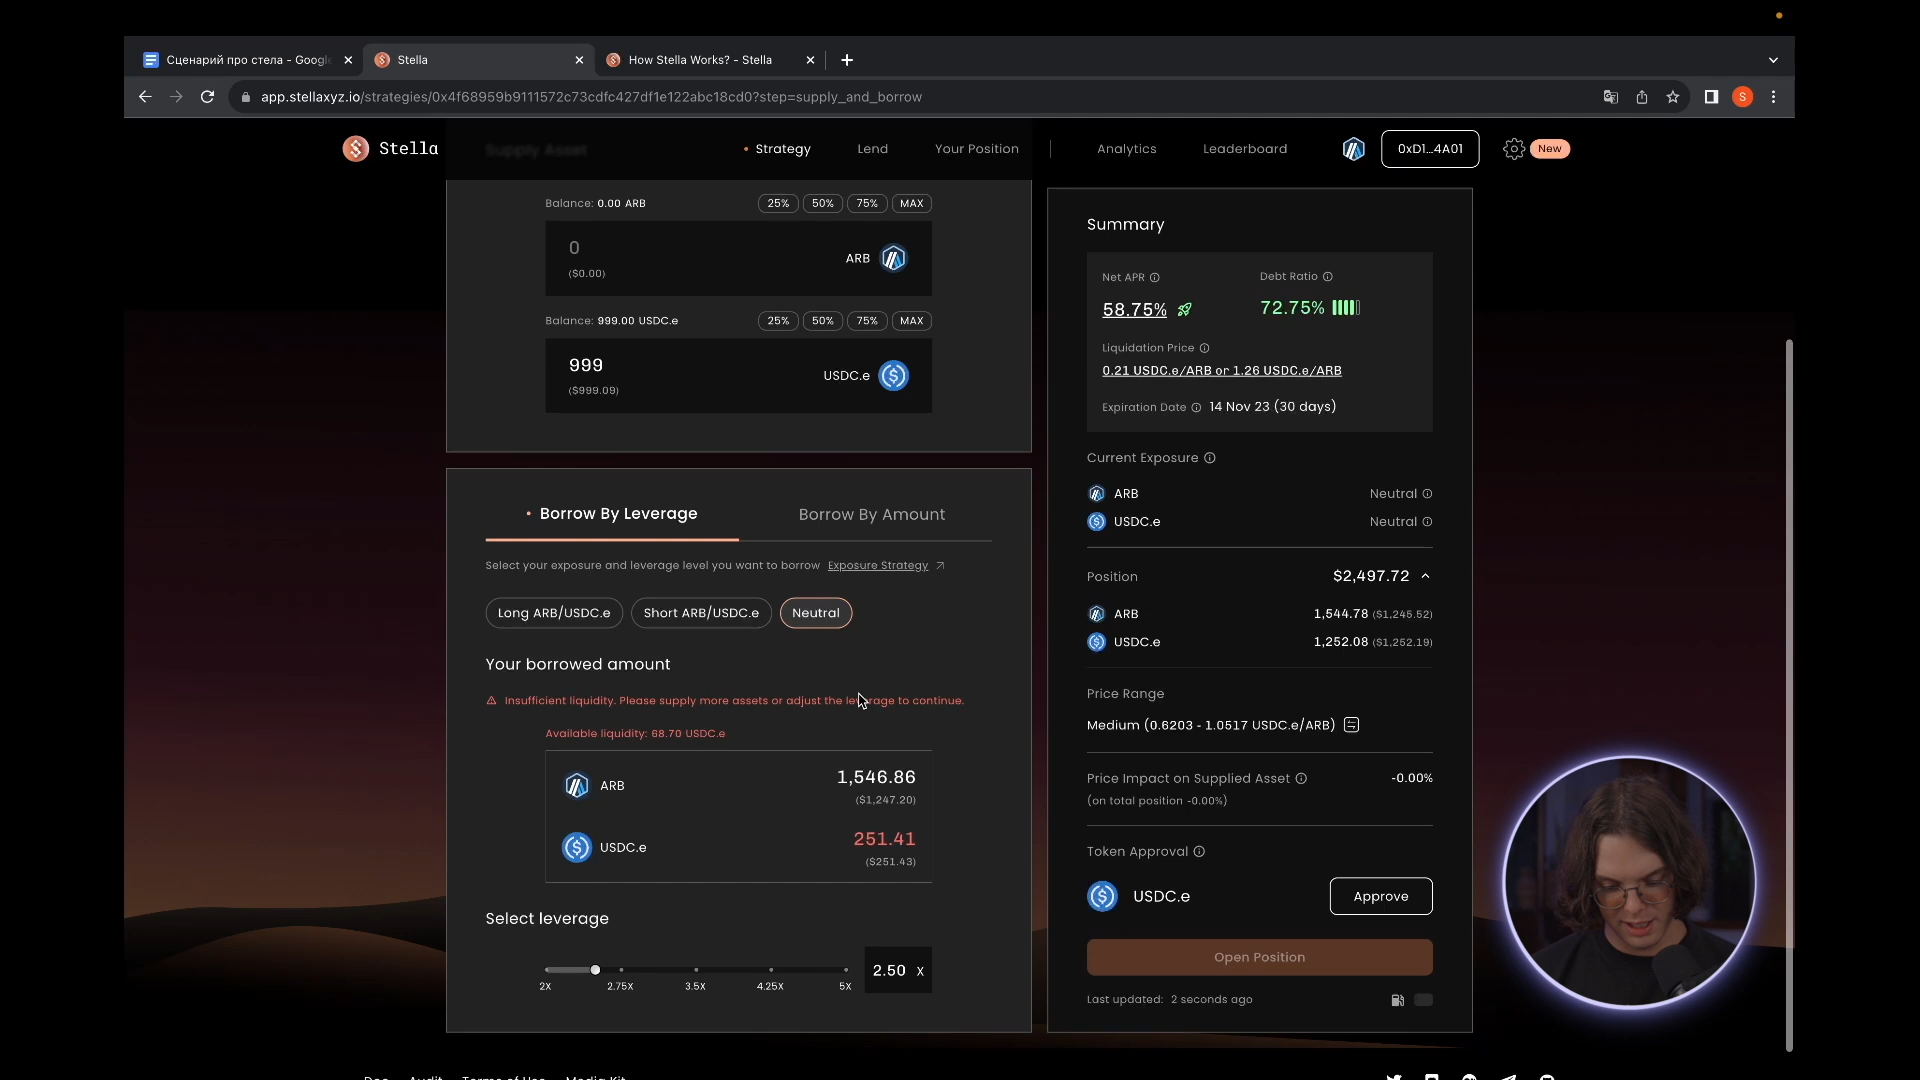 Сценарий про стела - Google
Stella
How Stella Works? - Stella
app.stellaxyz.io/strategies/0x4f68959b9111572c73cdfc427df1e122abc18cd0?step=supply_and_borrow
S
Stella
Supply Asset
Strategy
Lend
Your Position
Analytics
Leaderboard
0xD1...4A01
New
Balance: 0.00 ARB
25%
50%
75%
MAX
0
($0.00)
ARB
Balance: 999.00 USDC.e
25%
50%
75%
MAX
999
($999.09)
USDC.e
Borrow By Leverage
Borrow By Amount
Select your exposure and leverage level you want to borrow Exposure Strategy
Long ARB/USDC.e
Short ARB/USDC.e
Neutral
Your borrowed amount
Insufficient liquidity. Please supply more assets or adjust the leverage to continue.
Available liquidity: 68.70 USDC.e
ARB
1,546.86
($1,247.20)
USDC.e
251.41
($251.43)
Select leverage
2X
2.75X
3.5X
4.25X
5X
2.50 X
Summary
Net APR
58.75%
Debt Ratio
72.75%
Liquidation Price
0.21 USDC.e/ARB or 1.26 USDC.e/ARB
Expiration Date 14 Nov 23 (30 days)
Current Exposure
ARB
Neutral
USDC.e
Neutral
Position
$2,497.72
ARB
1,544.78 ($1,245.52)
USDC.e
1,252.08 ($1,252.19)
Price Range
Medium (0.6203 - 1.0517 USDC.e/ARB)
Price Impact on Supplied Asset
-0.00%
(on total position -0.00%)
Token Approval
USDC.e
Approve
Open Position
Last updated: 2 seconds ago
Doc
Audit
Terms of Use
Media Kit